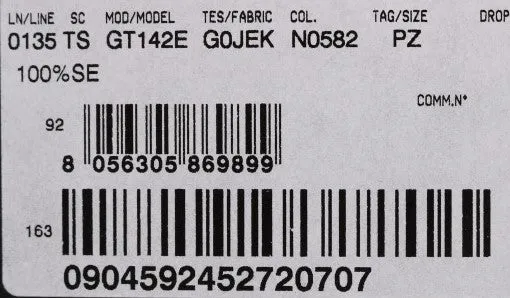 LN/LINE SC MOD/MODEL TES/FABRIC COL. TAG/SIZE DROP
0135 TS GT142E G0JEK N0582 PZ
100%SE
COMM.N°
92
8 056305 869899
163
0904592452720707